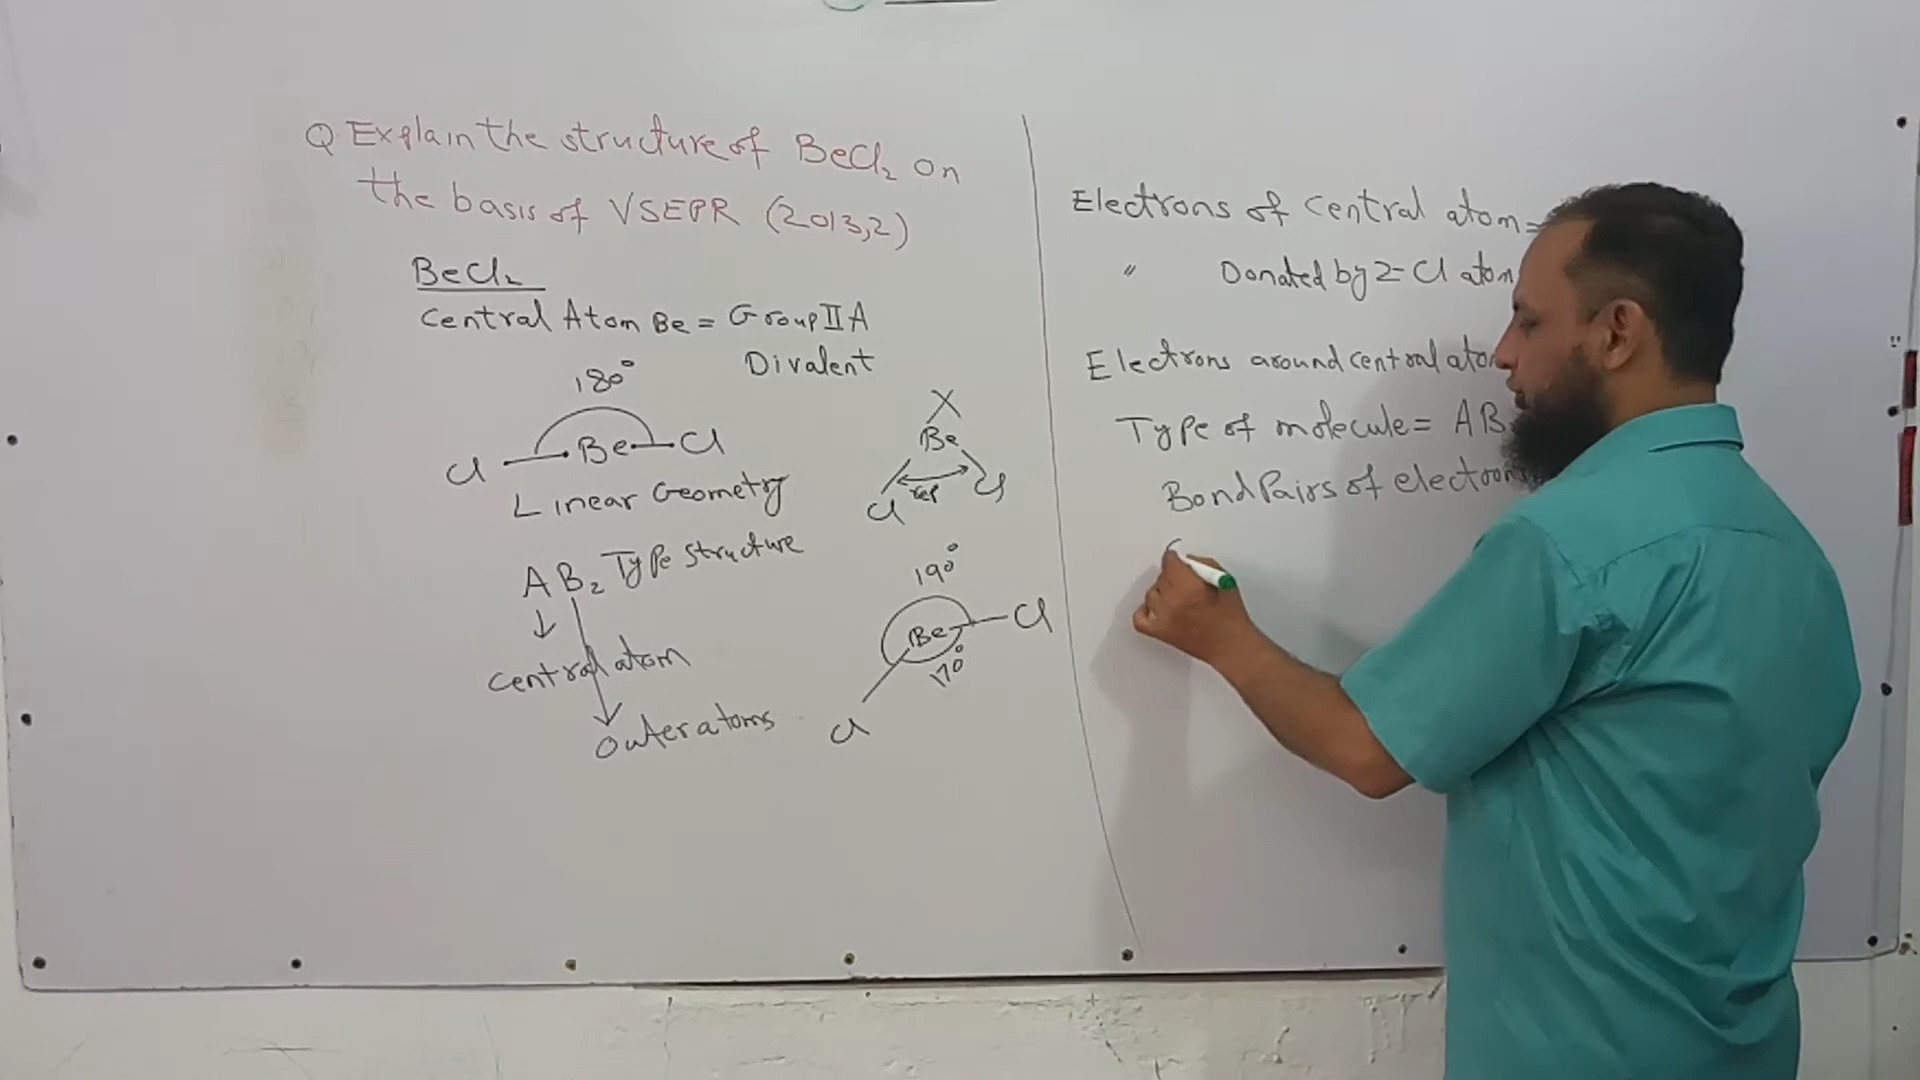 Q. Explain the structure of BeCl₂ on
the basis of VSEPR (2013,2)
BeCl₂
Central Atom Be = Group II A
Divalent
180°
Cl Be Cl
Linear Geometry
AB₂ Type structure
central atom
outer atoms
X
Be
rep
Cl Cl
190°
Be Cl
170°
Cl
Electrons of central atom =
" Donated by 2-Cl atom
Electrons around central atom
Type of molecule = AB
Bond Pairs of electrons